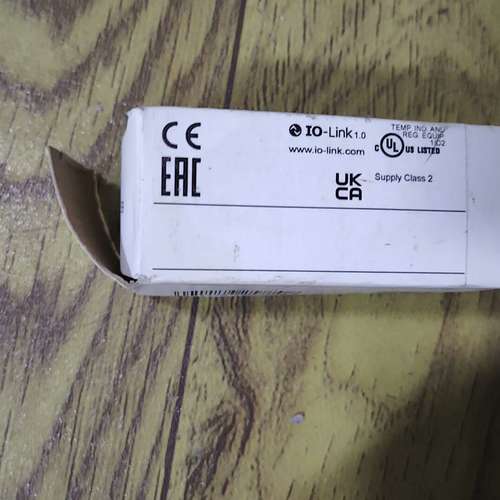 CE
IO-Link 1.0
www.io-link.com
TEMP. IND. AND
REG. EQUIP.
C UL US LISTED
EAC
UK
CA
Supply Class 2